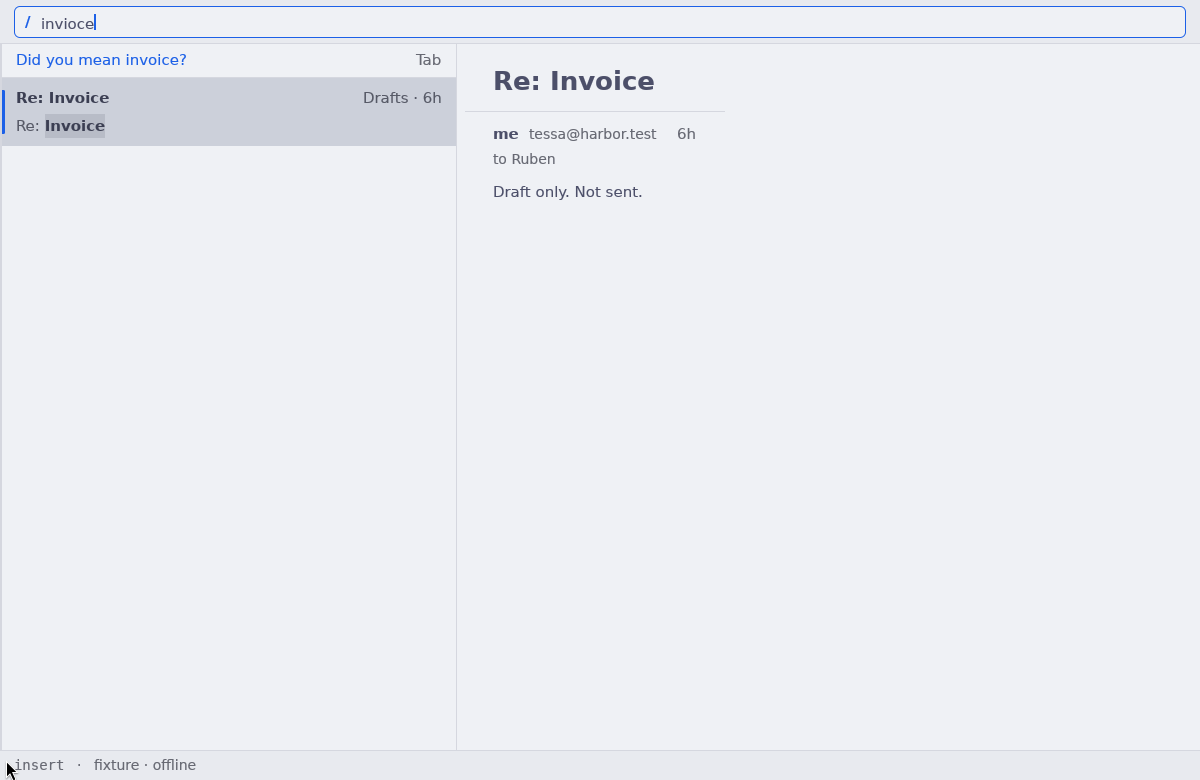 / invioce
Did you mean invoice? Tab
Re: Invoice Drafts · 6h
Re: Invoice
Re: Invoice
me tessa@harbor.test 6h
to Ruben
Draft only. Not sent.
insert · fixture · offline